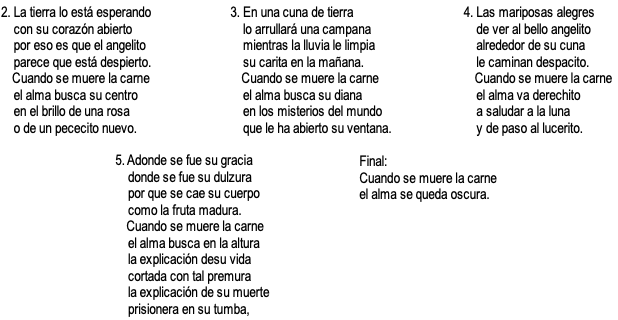 2. La tierra lo está esperando
con su corazón abierto
por eso es que el angelito
parece que está despierto.
Cuando se muere la carne
el alma busca su centro
en el brillo de una rosa
o de un pececito nuevo.
3. En una cuna de tierra
lo arrullará una campana
mientras la lluvia le limpia
su carita en la mañana.
Cuando se muere la carne
el alma busca su diana
en los misterios del mundo
que le ha abierto su ventana.
4. Las mariposas alegres
de ver al bello angelito
alrededor de su cuna
le caminan despacito.
Cuando se muere la carne
el alma va derechito
a saludar a la luna
y de paso al lucerito.
5. Adonde se fue su gracia
donde se fue su dulzura
por que se cae su cuerpo
como la fruta madura.
Cuando se muere la carne
el alma busca en la altura
la explicación desu vida
cortada con tal premura
la explicación de su muerte
prisionera en su tumba,
Final:
Cuando se muere la carne
el alma se queda oscura.